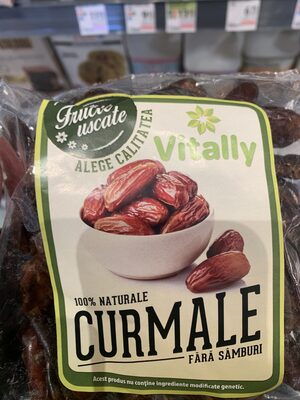 Fructe
uscate
ALEGE CALITATEA
Vitally
100% NATURALE
CURMALE
FĂRĂ SÂMBURI
Acest produs nu conține ingrediente modificate genetic.